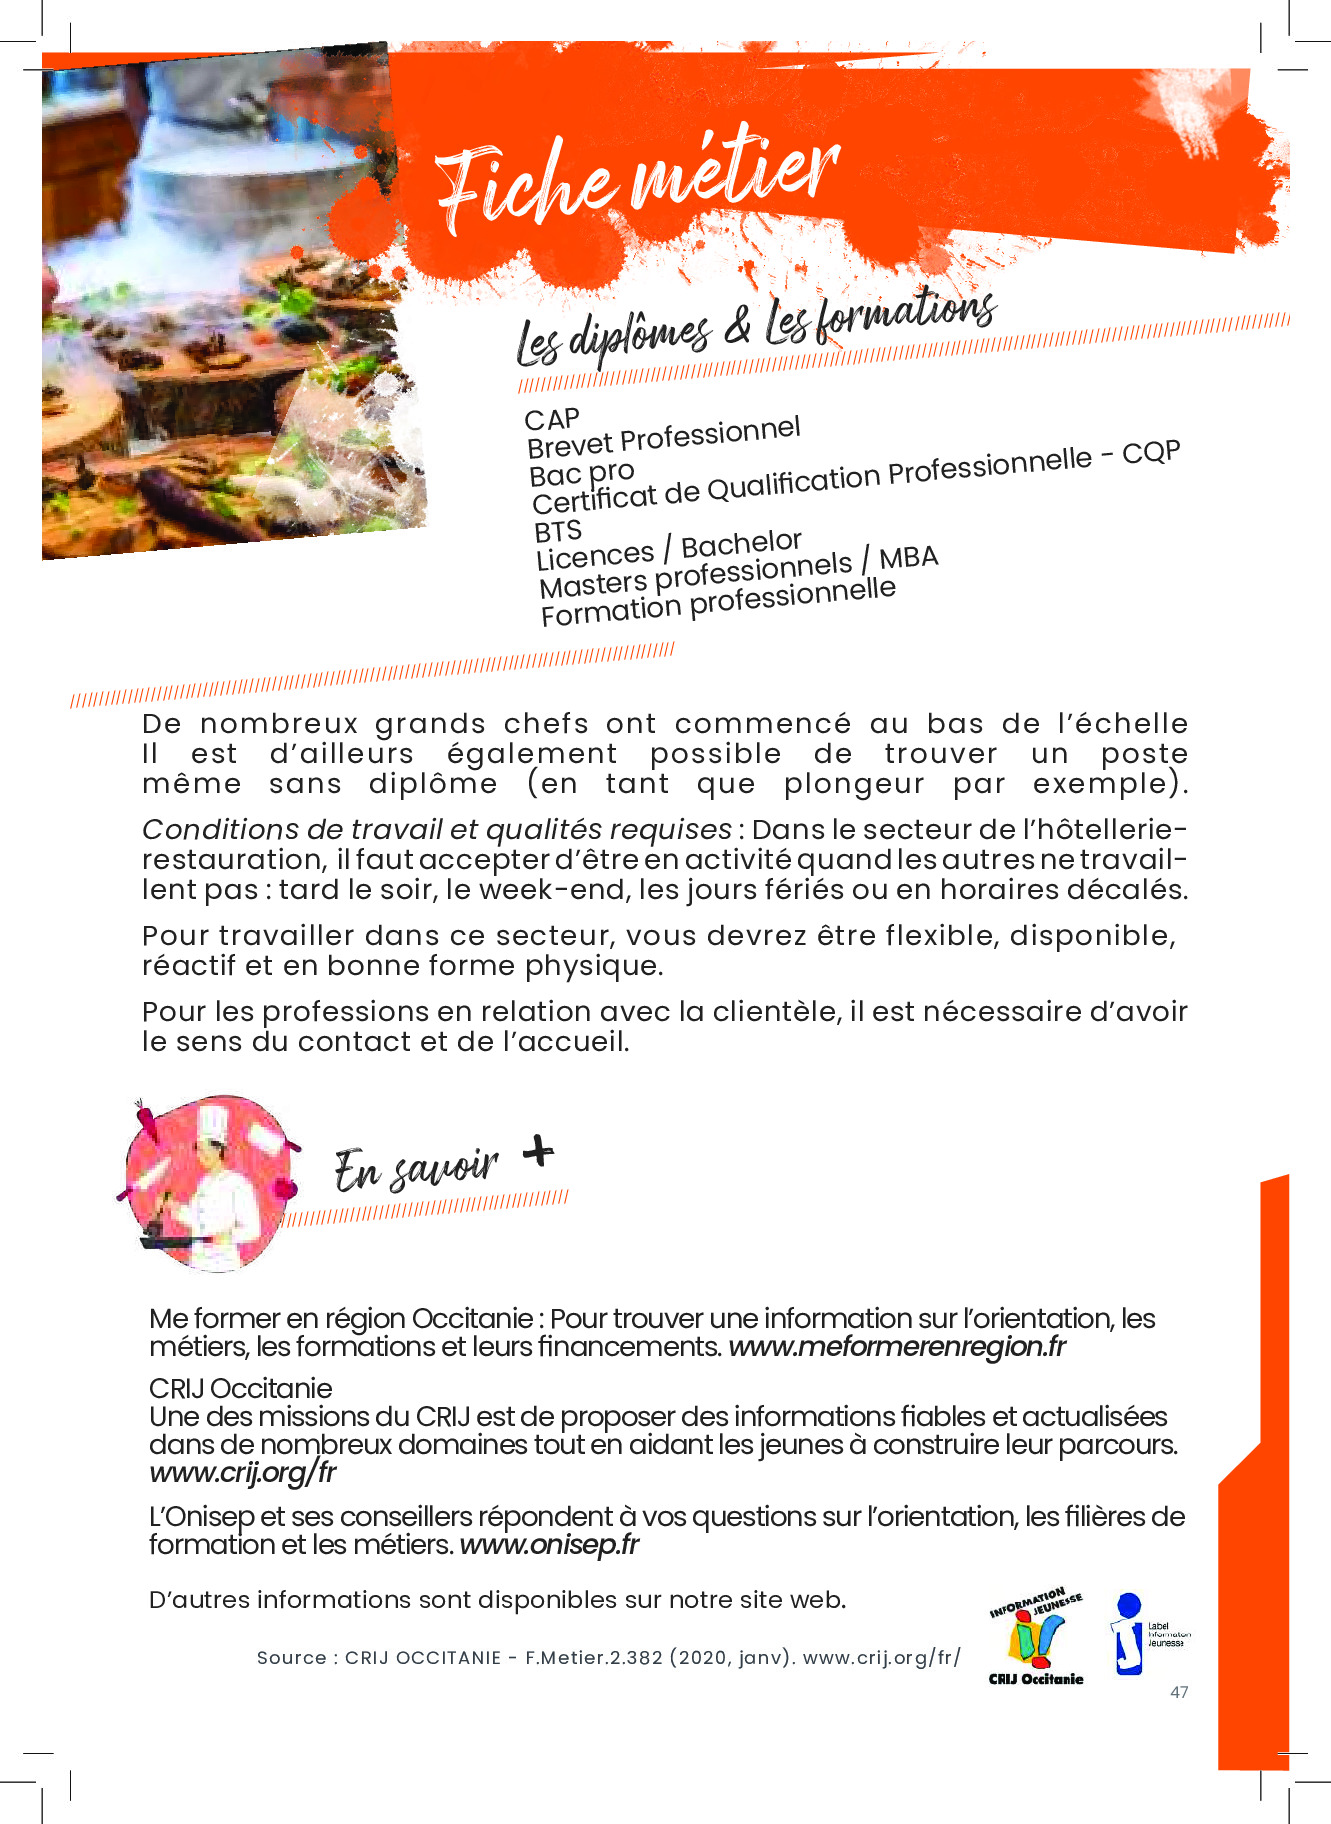 Fiche métier
Les diplômes & Les formations
CAP
Brevet Professionnel
Bac pro
Certificat de Qualification Professionnelle - CQP
BTS
Licences / Bachelor
Masters professionnels / MBA
Formation professionnelle
De nombreux grands chefs ont commencé au bas de l’échelle
Il est d’ailleurs également possible de trouver un poste
même sans diplôme (en tant que plongeur par exemple).
Conditions de travail et qualités requises : Dans le secteur de l’hôtellerie-
restauration, il faut accepter d’être en activité quand les autres ne travail-
lent pas : tard le soir, le week-end, les jours fériés ou en horaires décalés.
Pour travailler dans ce secteur, vous devrez être flexible, disponible,
réactif et en bonne forme physique.
Pour les professions en relation avec la clientèle, il est nécessaire d’avoir
le sens du contact et de l’accueil.
En savoir +
Me former en région Occitanie : Pour trouver une information sur l’orientation, les
métiers, les formations et leurs financements. www.meformerenregion.fr
CRIJ Occitanie
Une des missions du CRIJ est de proposer des informations fiables et actualisées
dans de nombreux domaines tout en aidant les jeunes à construire leur parcours.
www.crij.org/fr
L’Onisep et ses conseillers répondent à vos questions sur l’orientation, les filières de
formation et les métiers. www.onisep.fr
D’autres informations sont disponibles sur notre site web.
INFORMATION
JEUNESSE
CRIJ Occitanie
Label
Information
Jeunesse
Source : CRIJ OCCITANIE - F.Metier.2.382 (2020, janv). www.crij.org/fr/
47